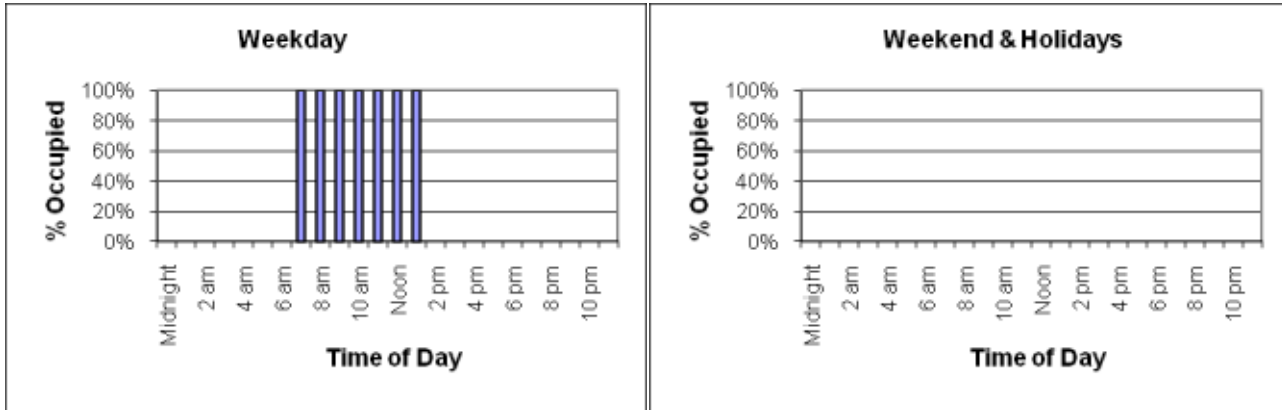 Weekday
% Occupied
100%
80%
60%
40%
20%
0%
Midnight
2 am
4 am
6 am
8 am
10 am
Noon
2 pm
4 pm
6 pm
8 pm
10 pm
Time of Day
Weekend & Holidays
% Occupied
100%
80%
60%
40%
20%
0%
Midnight
2 am
4 am
6 am
8 am
10 am
Noon
2 pm
4 pm
6 pm
8 pm
10 pm
Time of Day